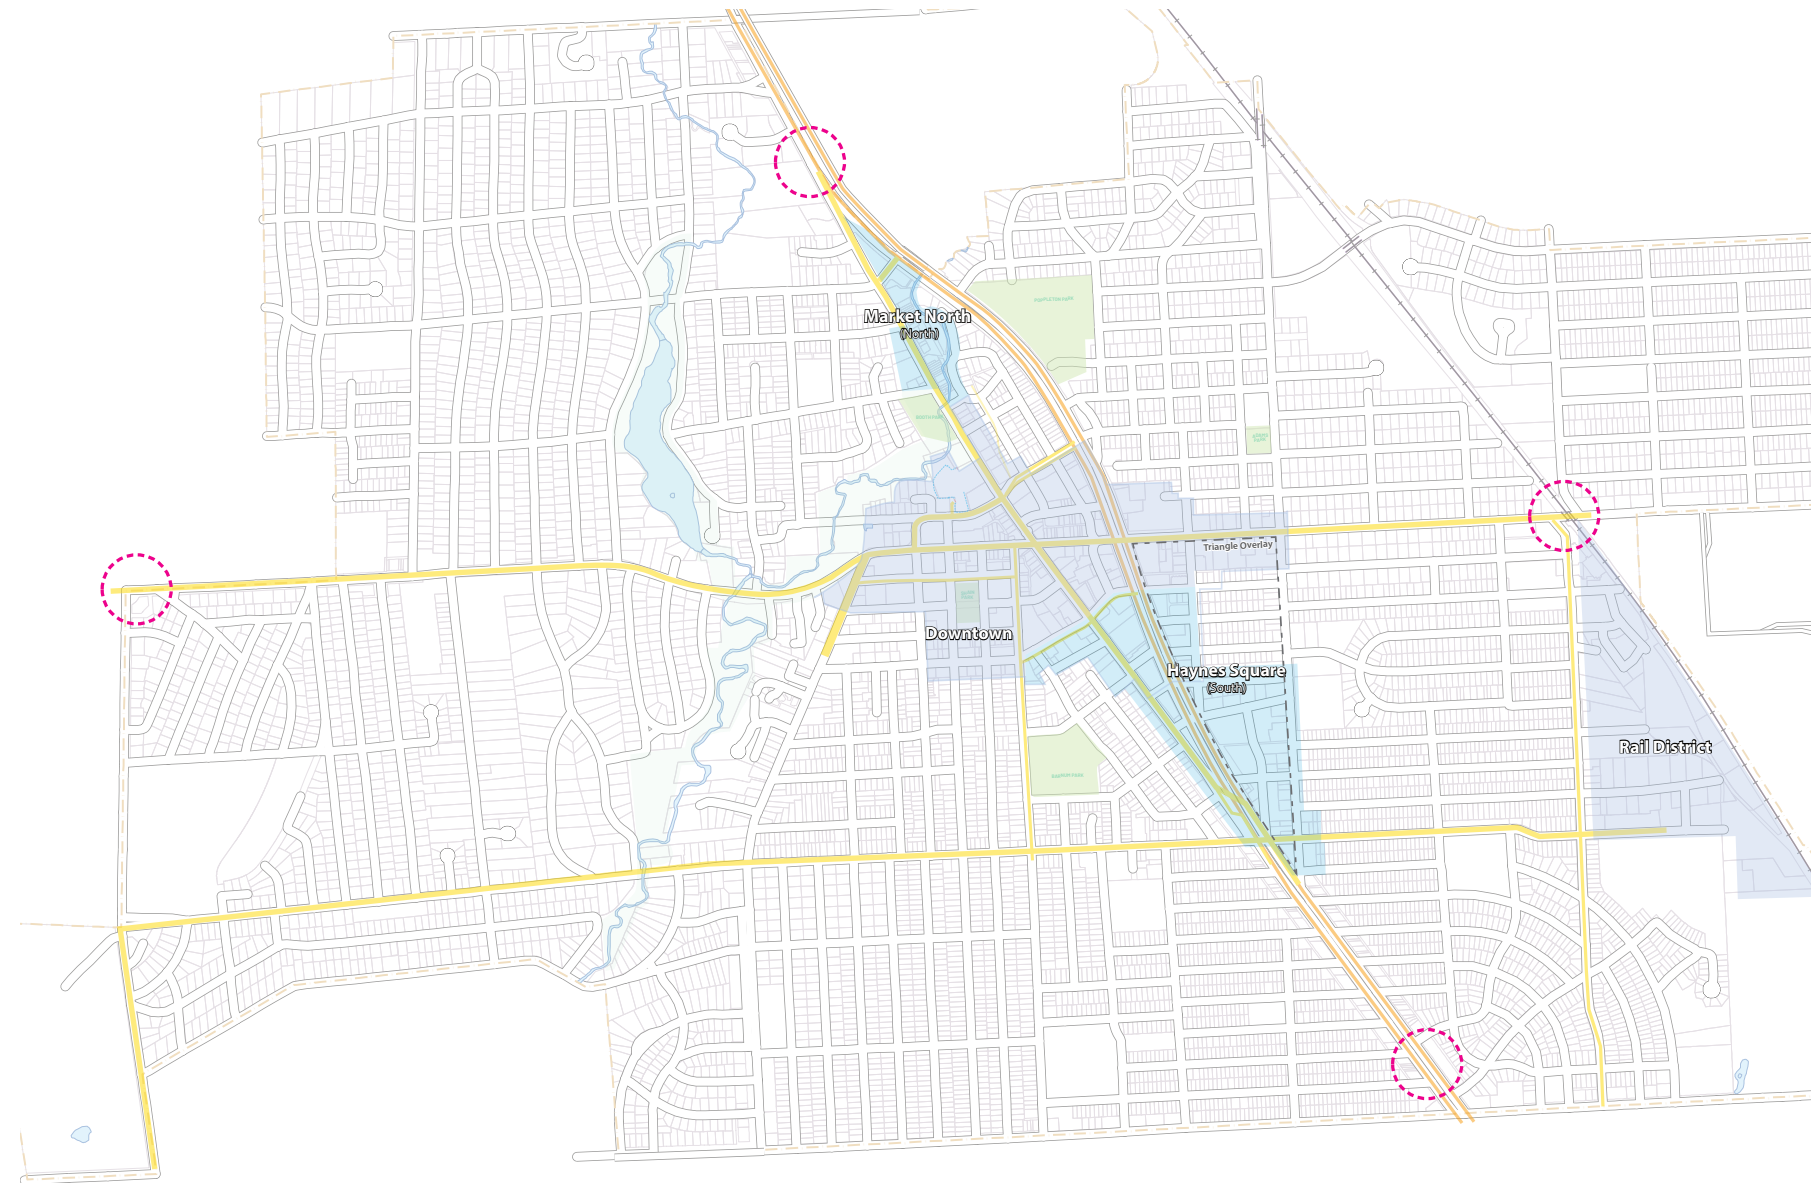 Market North
(North)
Triangle Overlay
Downtown
Haynes Square
(South)
Rail District